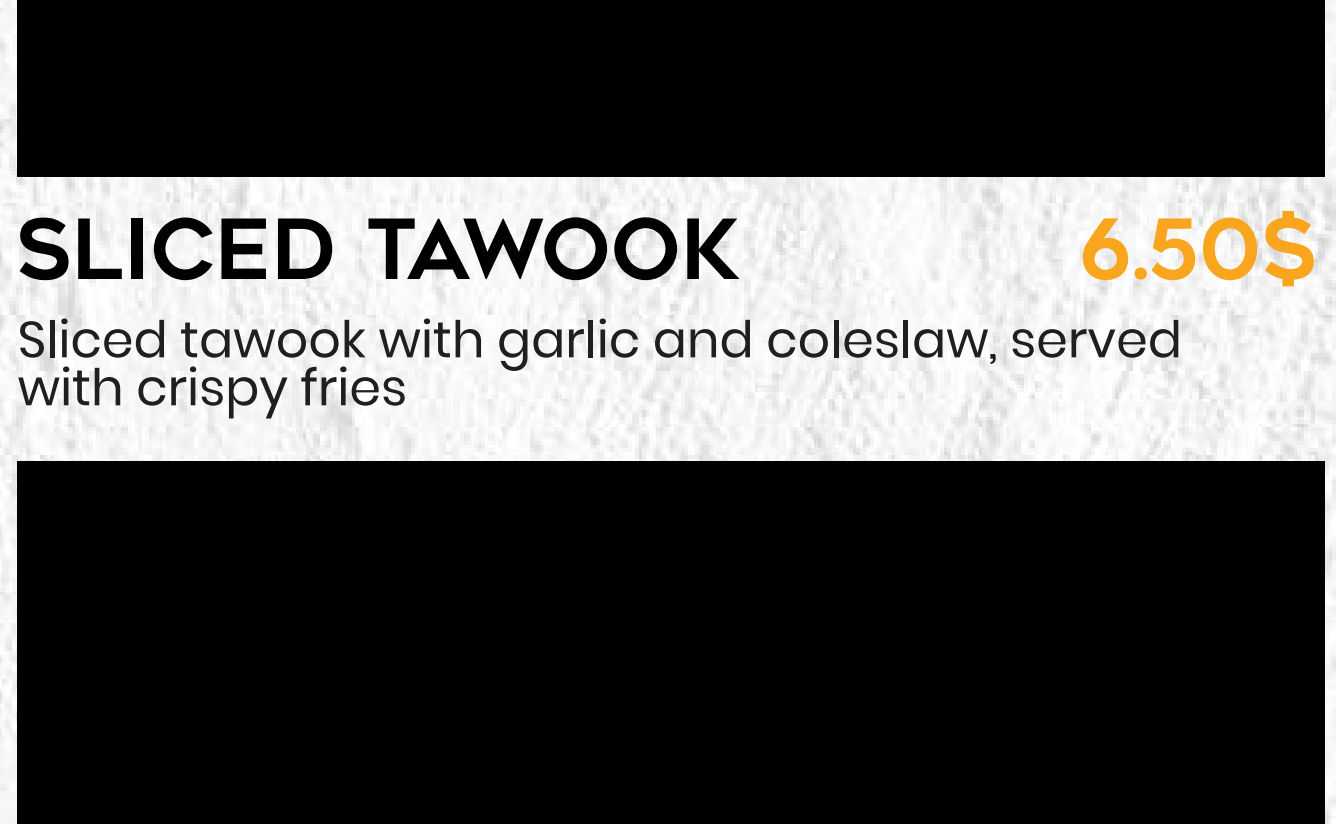 SLICED TAWOOK 6.50$
Sliced tawook with garlic and coleslaw, served
with crispy fries